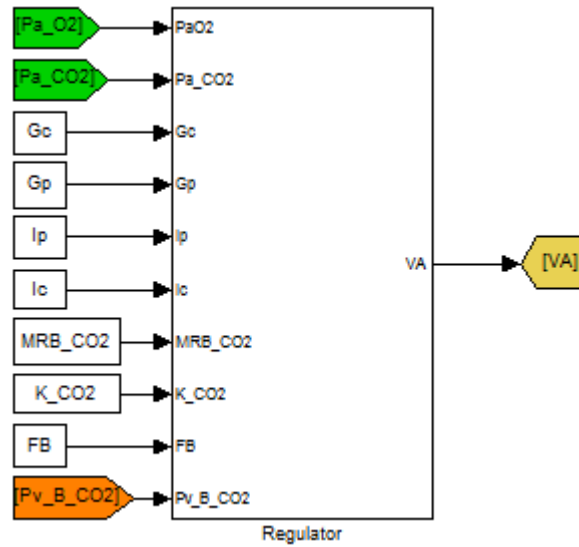 [Pa_O2] PaO2
[Pa_CO2] Pa_CO2
Gc Gc
Gp Gp
Ip Ip
VA [VA]
Ic Ic
MRB_CO2 MRB_CO2
K_CO2 K_CO2
FB FB
[Pv_B_CO2] Pv_B_CO2
Regulator